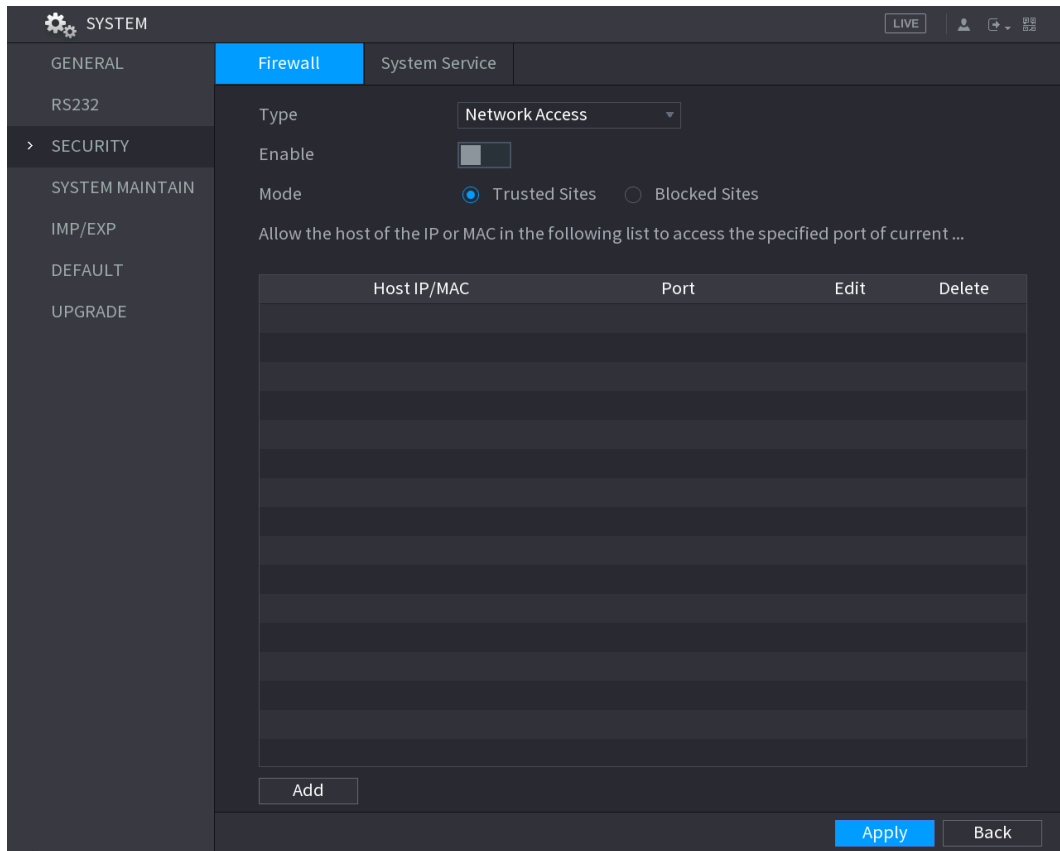 SYSTEM
LIVE
GENERAL
RS232
SECURITY
SYSTEM MAINTAIN
IMP/EXP
DEFAULT
UPGRADE
Firewall System Service
Type Network Access
Enable
Mode Trusted Sites Blocked Sites
Allow the host of the IP or MAC in the following list to access the specified port of current ...
Host IP/MAC Port Edit Delete
Add
Apply Back